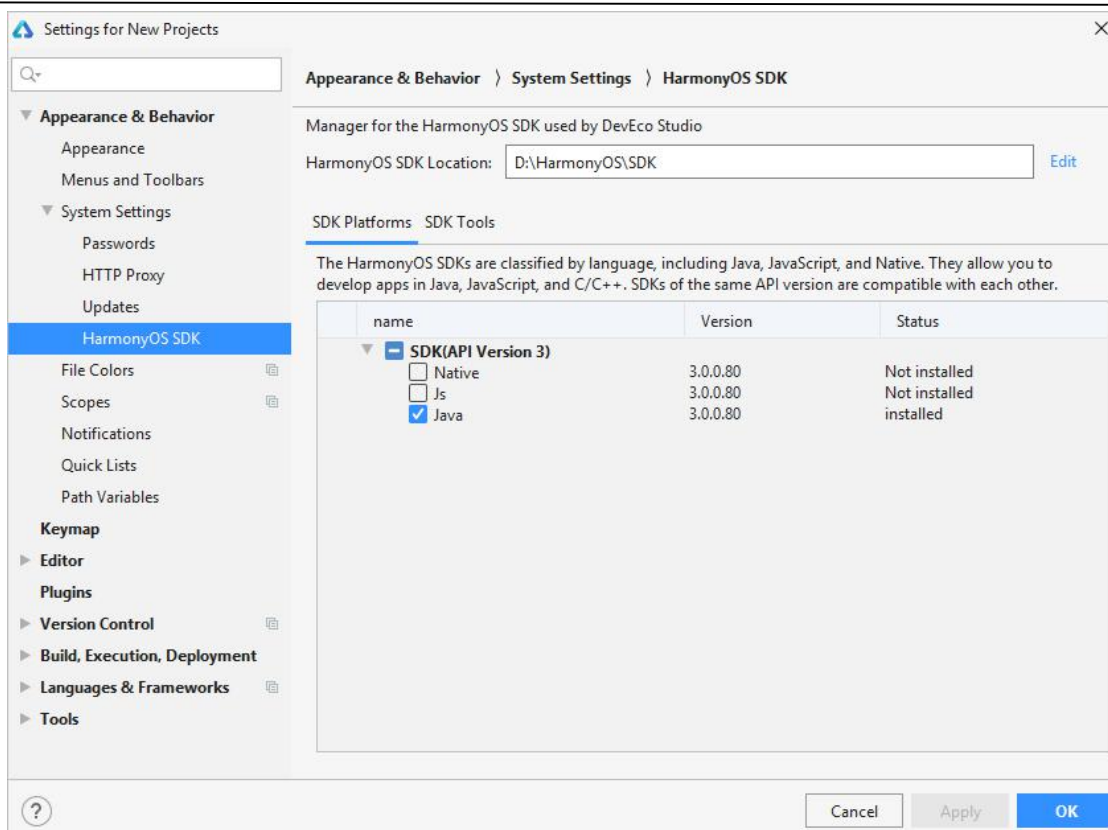 Settings for New Projects
Appearance & Behavior
Appearance
Menus and Toolbars
System Settings
Passwords
HTTP Proxy
Updates
HarmonyOS SDK
File Colors
Scopes
Notifications
Quick Lists
Path Variables
Keymap
Editor
Plugins
Version Control
Build, Execution, Deployment
Languages & Frameworks
Tools
Appearance & Behavior 〉 System Settings 〉 HarmonyOS SDK
Manager for the HarmonyOS SDK used by DevEco Studio
HarmonyOS SDK Location: D:\HarmonyOS\SDK Edit
SDK Platforms SDK Tools
The HarmonyOS SDKs are classified by language, including Java, JavaScript, and Native. They allow you to
develop apps in Java, JavaScript, and C/C++. SDKs of the same API version are compatible with each other.
name Version Status
SDK(API Version 3)
Native 3.0.0.80 Not installed
Js 3.0.0.80 Not installed
Java 3.0.0.80 installed
? Cancel Apply OK